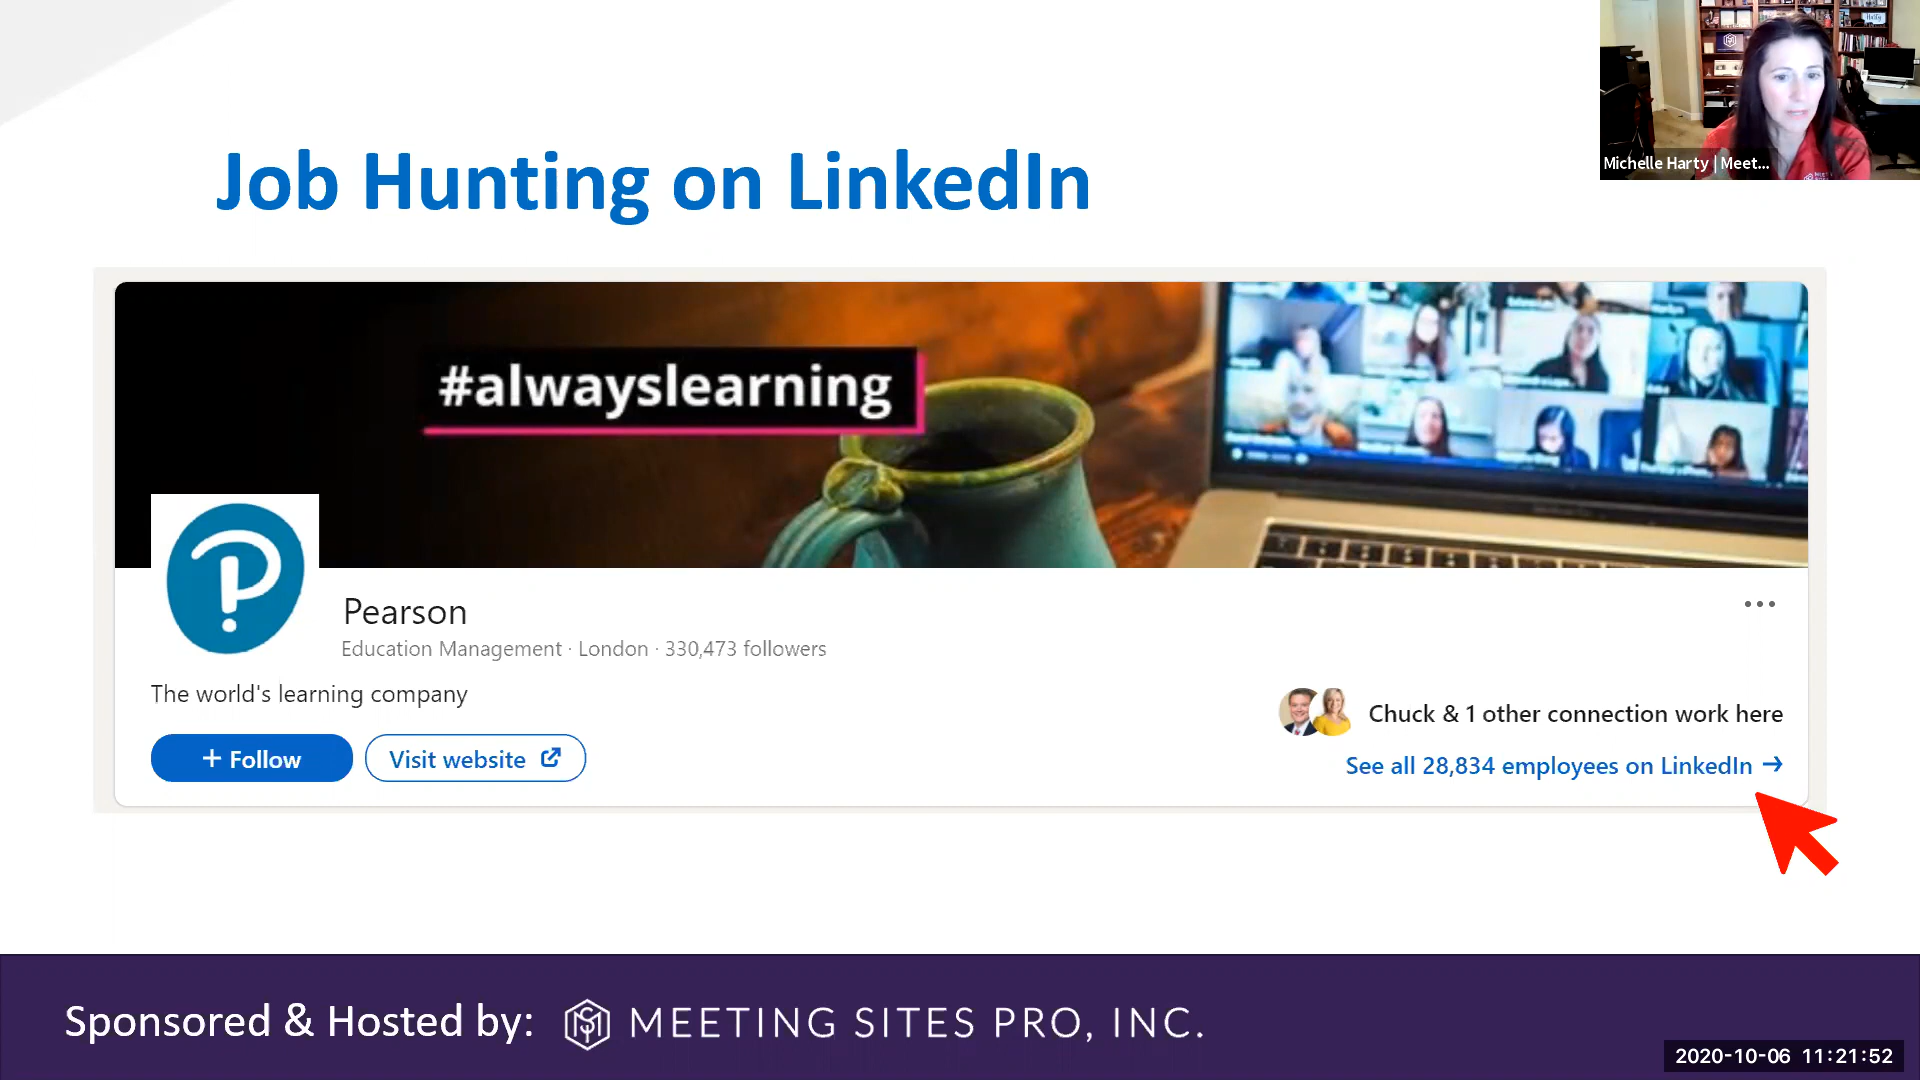 Michelle Harty | Meet...
Job Hunting on LinkedIn
#alwayslearning
Pearson
Education Management · London · 330,473 followers
The world's learning company
+ Follow
Visit website
Chuck & 1 other connection work here
See all 28,834 employees on LinkedIn →
Sponsored & Hosted by:
MEETING SITES PRO, INC.
2020-10-06 11:21:52